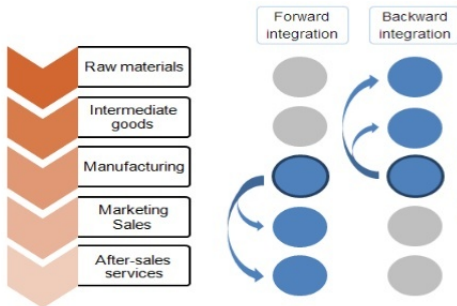 Forward
integration
Backward
integration
Raw materials
Intermediate
goods
Manufacturing
Marketing
Sales
After-sales
services